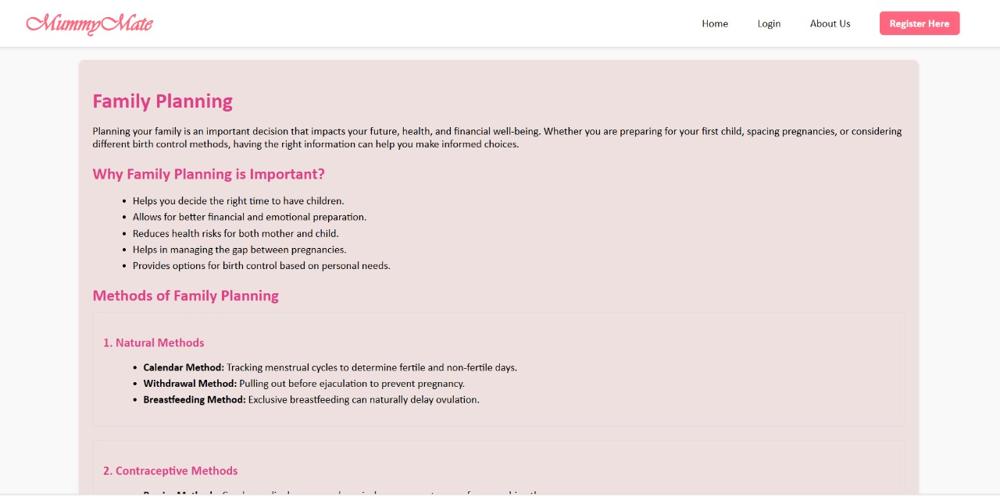 MummyMate
Home
Login
About Us
Register Here
Family Planning
Planning your family is an important decision that impacts your future, health, and financial well-being. Whether you are preparing for your first child, spacing pregnancies, or considering
different birth control methods, having the right information can help you make informed choices.
Why Family Planning is Important?
• Helps you decide the right time to have children.
• Allows for better financial and emotional preparation.
• Reduces health risks for both mother and child.
• Helps in managing the gap between pregnancies.
• Provides options for birth control based on personal needs.
Methods of Family Planning
1. Natural Methods
• Calendar Method: Tracking menstrual cycles to determine fertile and non-fertile days.
• Withdrawal Method: Pulling out before ejaculation to prevent pregnancy.
• Breastfeeding Method: Exclusive breastfeeding can naturally delay ovulation.
2. Contraceptive Methods